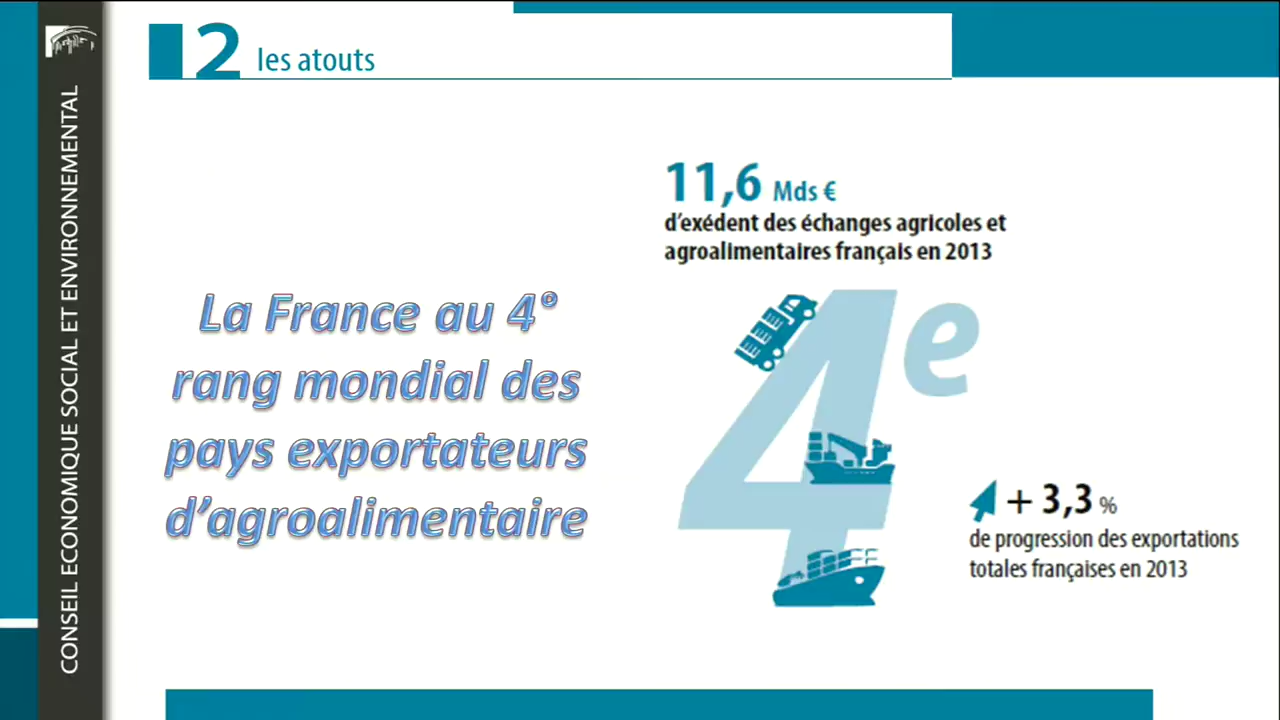 CONSEIL ECONOMIQUE SOCIAL ET ENVIRONNEMENTAL
2 les atouts
11,6 Mds €
d'exédent des échanges agricoles et
agroalimentaires français en 2013
La France au 4°
rang mondial des
pays exportateurs
d'agroalimentaire
4e
+ 3,3 %
de progression des exportations
totales françaises en 2013